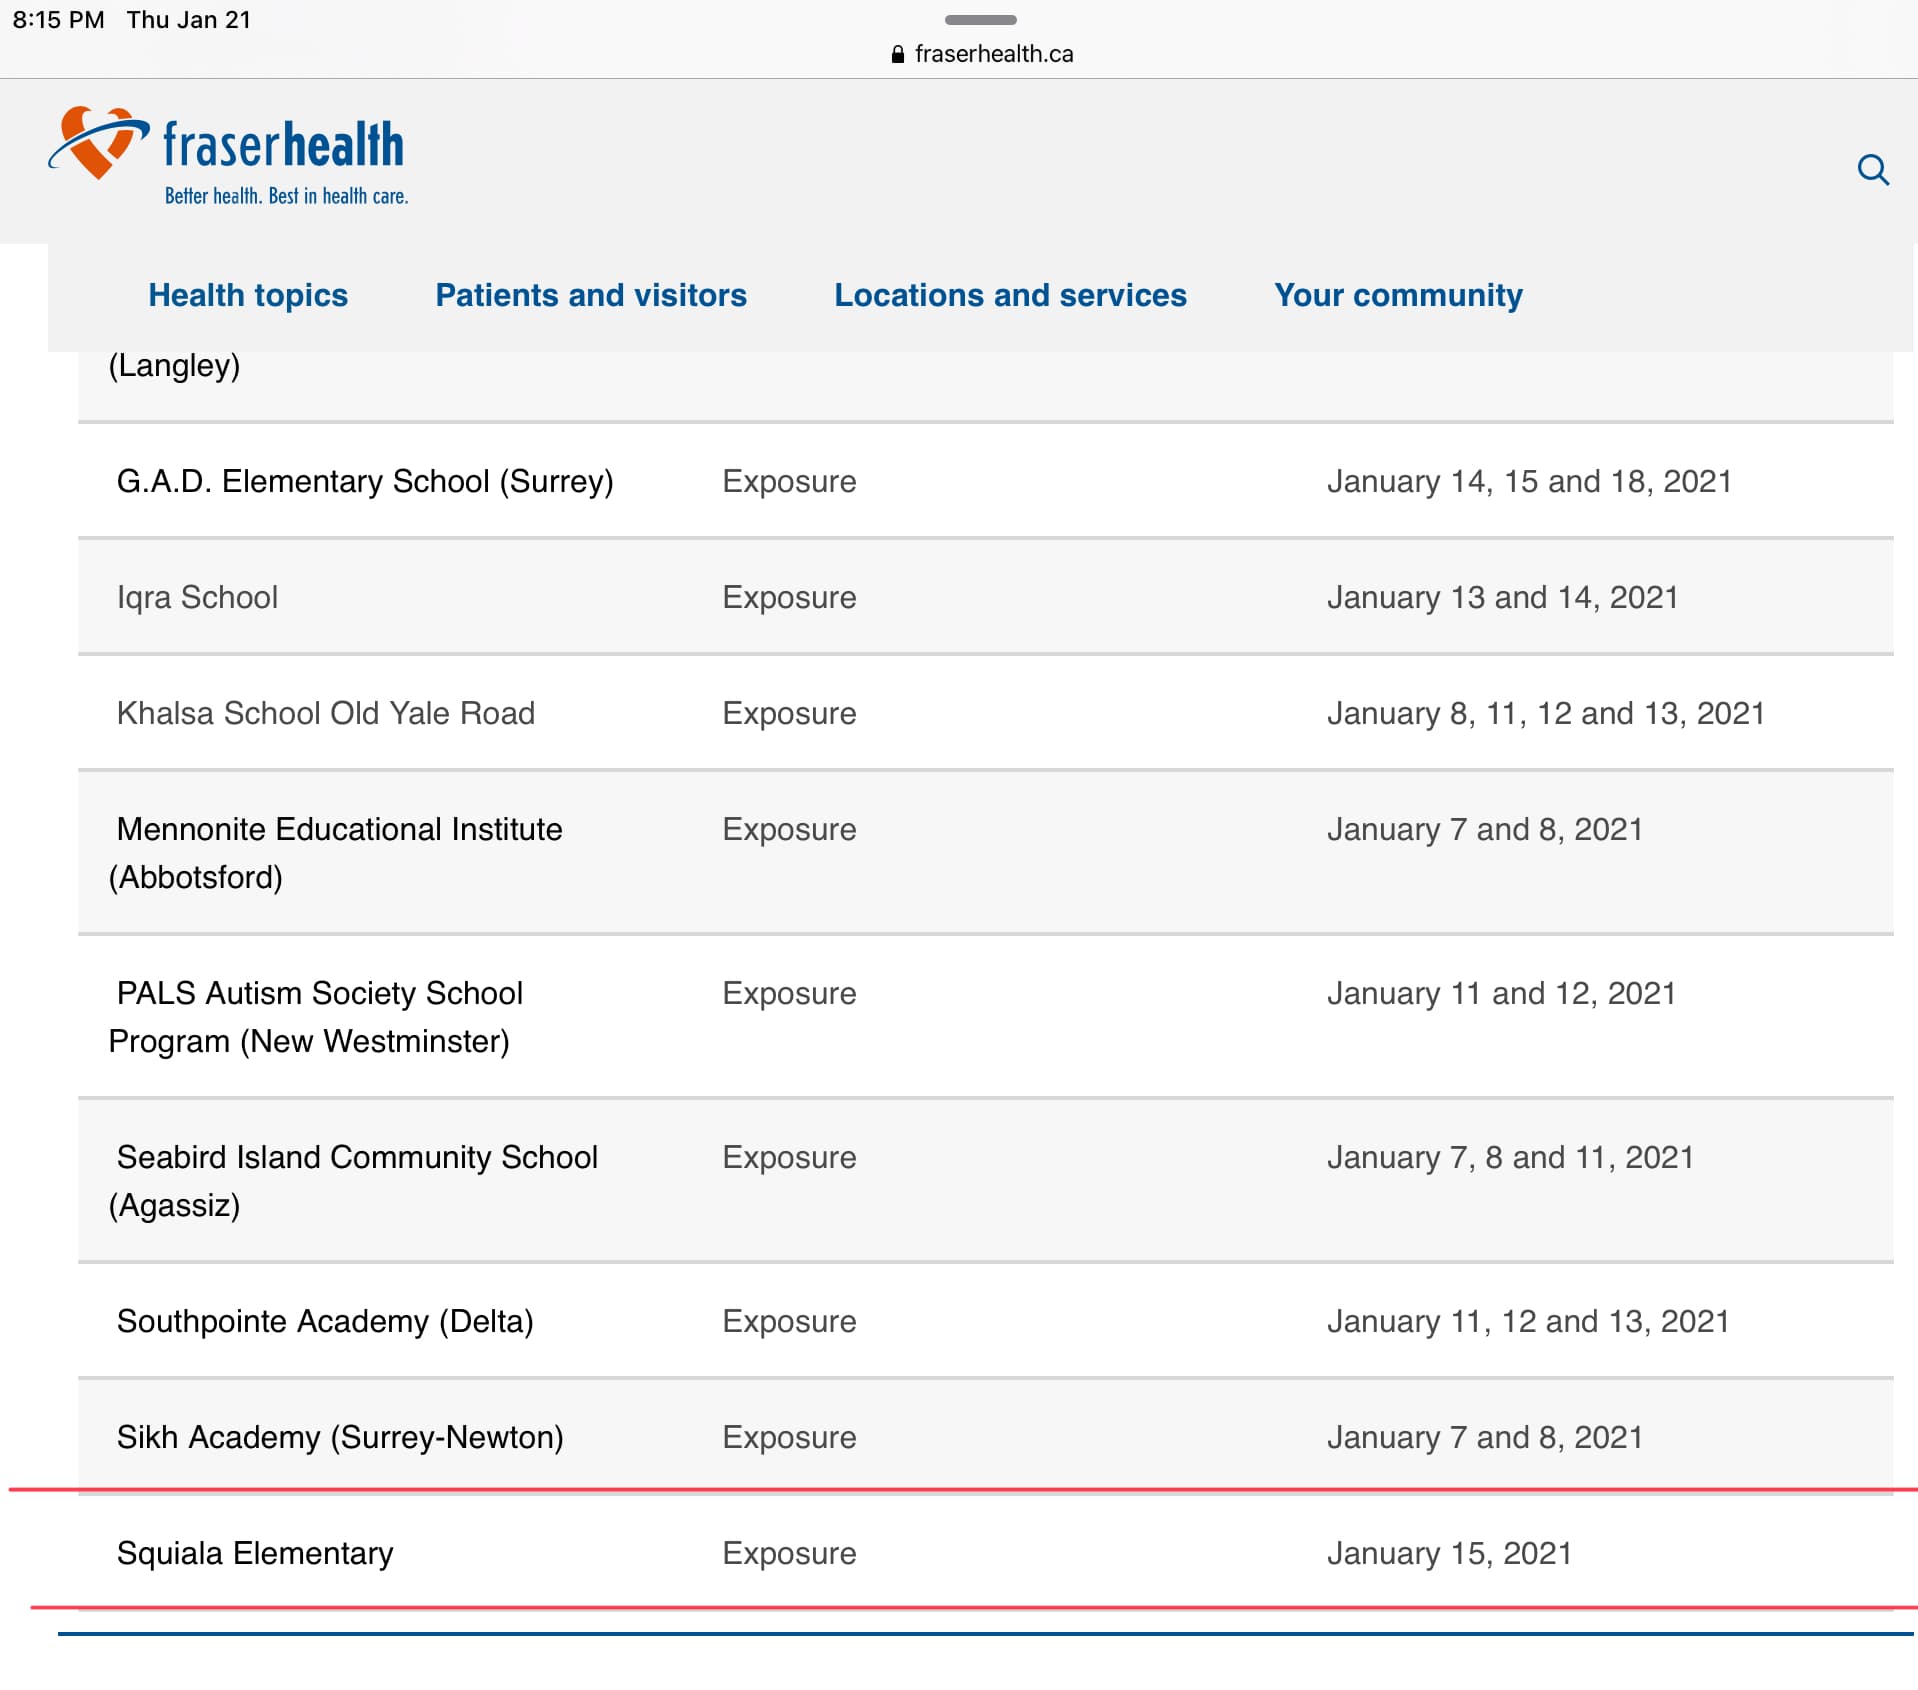 8:15 PM Thu Jan 21
fraserhealth.ca
fraserhealth
Better health. Best in health care.
Health topics Patients and visitors Locations and services Your community
(Langley)
G.A.D. Elementary School (Surrey) Exposure January 14, 15 and 18, 2021
Iqra School Exposure January 13 and 14, 2021
Khalsa School Old Yale Road Exposure January 8, 11, 12 and 13, 2021
Mennonite Educational Institute Exposure January 7 and 8, 2021
(Abbotsford)
PALS Autism Society School Exposure January 11 and 12, 2021
Program (New Westminster)
Seabird Island Community School Exposure January 7, 8 and 11, 2021
(Agassiz)
Southpointe Academy (Delta) Exposure January 11, 12 and 13, 2021
Sikh Academy (Surrey-Newton) Exposure January 7 and 8, 2021
Squiala Elementary Exposure January 15, 2021